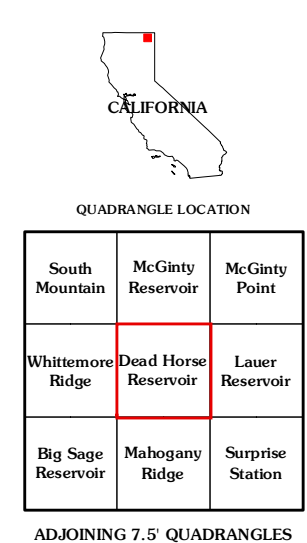 CALIFORNIA
QUADRANGLE LOCATION
South
Mountain
McGinty
Reservoir
McGinty
Point
Whittemore
Ridge
Dead Horse
Reservoir
Lauer
Reservoir
Big Sage
Reservoir
Mahogany
Ridge
Surprise
Station
ADJOINING 7.5' QUADRANGLES